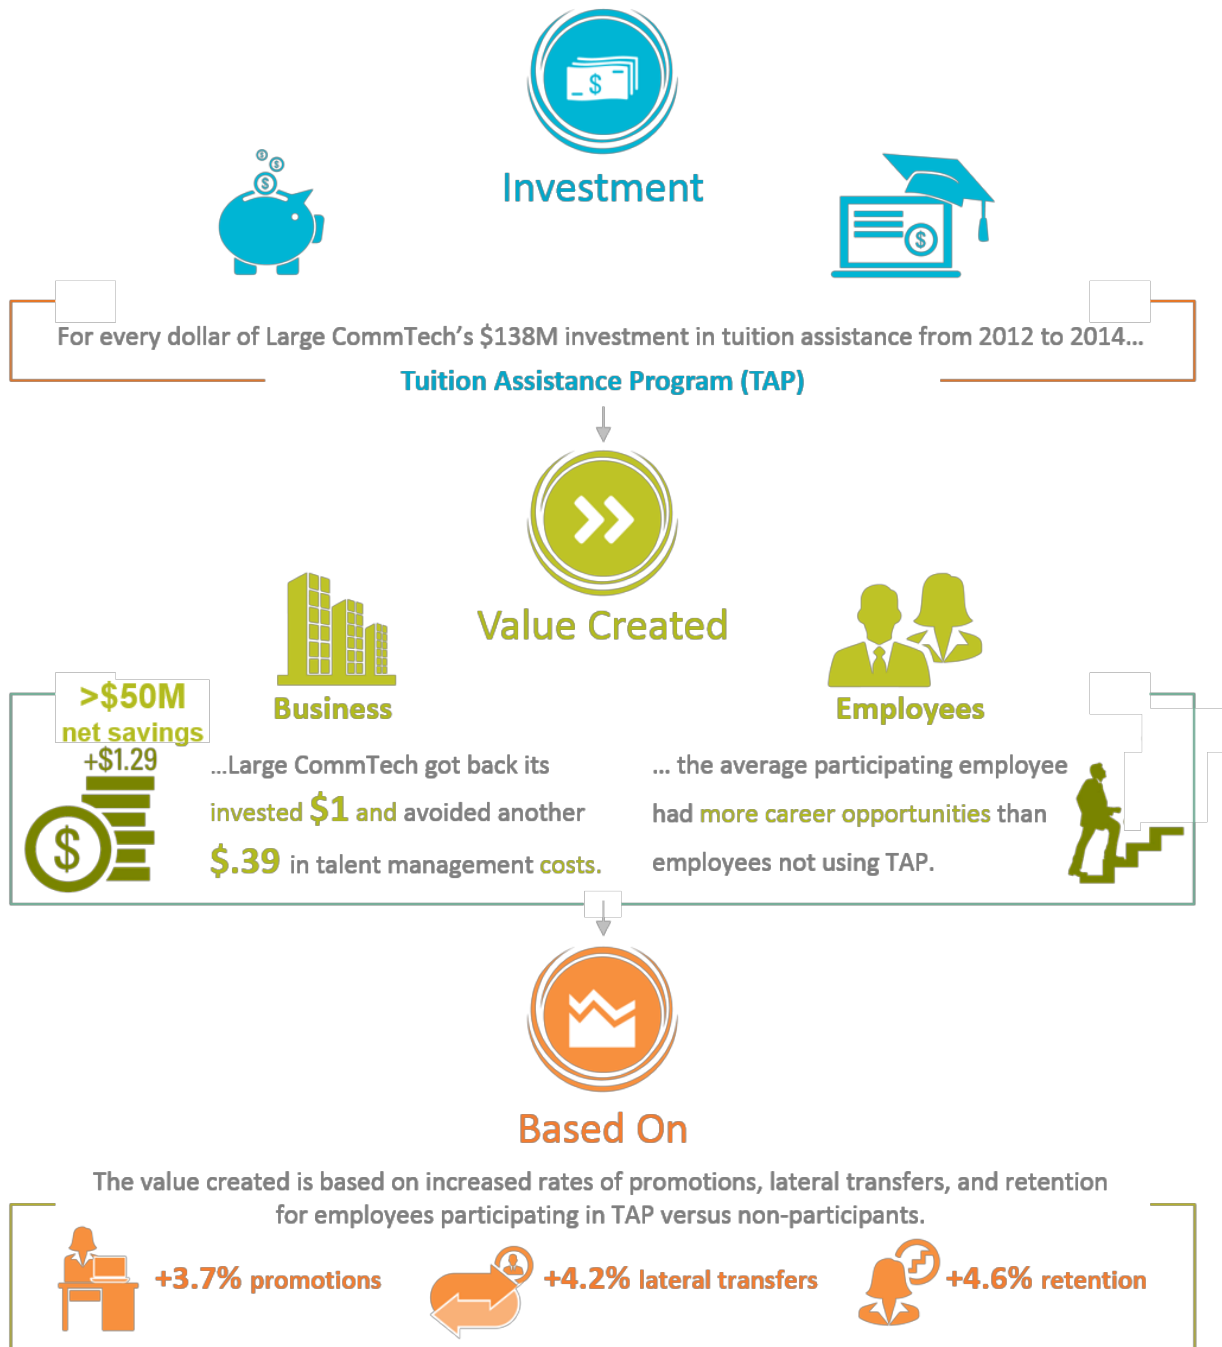 Investment
For every dollar of Large CommTech's $138M investment in tuition assistance from 2012 to 2014...
Tuition Assistance Program (TAP)
Value Created
Business
Employees
>$50M
net savings
+$1.29
...Large CommTech got back its
invested $1 and avoided another
$.39 in talent management costs.
... the average participating employee
had more career opportunities than
employees not using TAP.
Based On
The value created is based on increased rates of promotions, lateral transfers, and retention
for employees participating in TAP versus non-participants.
+3.7% promotions
+4.2% lateral transfers
+4.6% retention